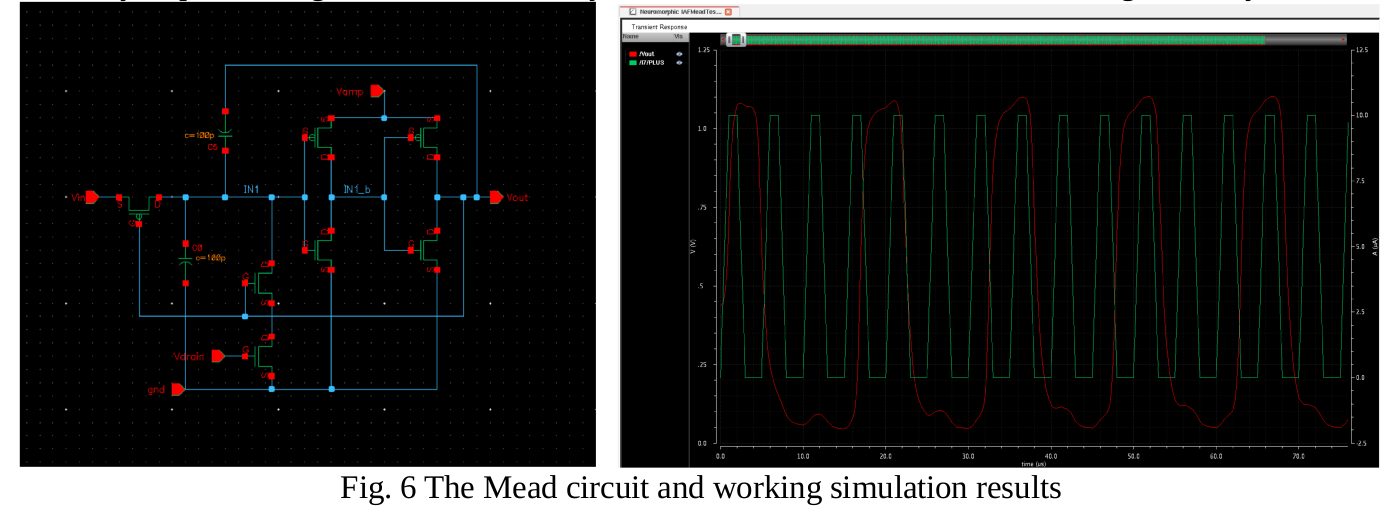 Neuromorphic IAFMeadTes...
Transient Response
Name Vis
/Vout
/I7/PLUS
Vamp
c=100p
C5
IN1
IN1_b
Vin
Vout
S
D
G
C0
c=100p
Vdrain
gnd
1.25
1.0
.75
.5
.25
0.0
V (V)
12.5
10.0
7.5
5.0
2.5
0.0
-2.5
A (uA)
0.0 10.0 20.0 30.0 40.0 50.0 60.0 70.0
time (us)
Fig. 6 The Mead circuit and working simulation results